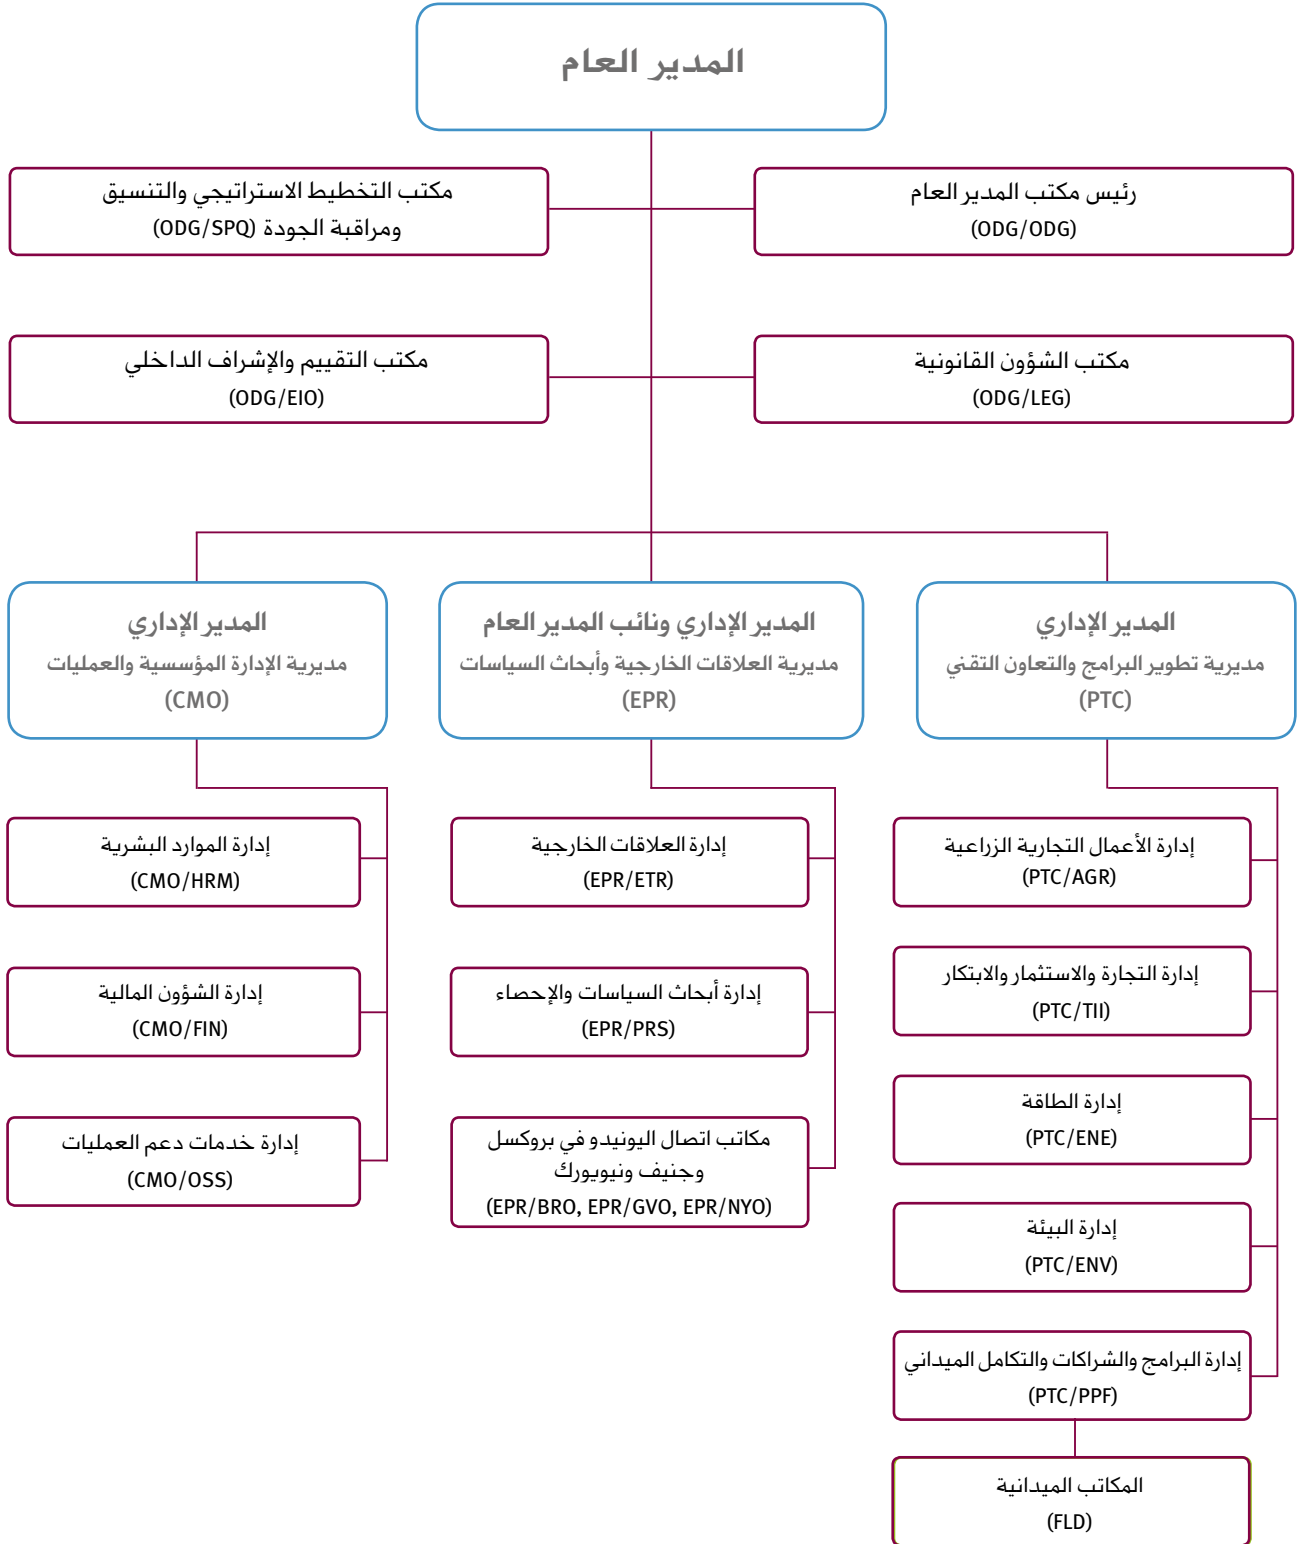 المدير العام
رئيس مكتب المدير العام
(ODG/ODG)
مكتب التخطيط الاستراتيجي والتنسيق
ومراقبة الجودة (ODG/SPQ)
مكتب الشؤون القانونية
(ODG/LEG)
مكتب التقييم والإشراف الداخلي
(ODG/EIO)
المدير الإداري
مديرية تطوير البرامج والتعاون التقني
(PTC)
المدير الإداري ونائب المدير العام
مديرية العلاقات الخارجية وأبحاث السياسات
(EPR)
المدير الإداري
مديرية الإدارة المؤسسية والعمليات
(CMO)
إدارة الأعمال التجارية الزراعية
(PTC/AGR)
إدارة التجارة والاستثمار والابتكار
(PTC/TII)
إدارة الطاقة
(PTC/ENE)
إدارة البيئة
(PTC/ENV)
إدارة البرامج والشراكات والتكامل الميداني
(PTC/PPF)
المكاتب الميدانية
(FLD)
إدارة العلاقات الخارجية
(EPR/ETR)
إدارة أبحاث السياسات والإحصاء
(EPR/PRS)
مكاتب اتصال اليونيدو في بروكسل
وجنيف ونيويورك
(EPR/BRO, EPR/GVO, EPR/NYO)
إدارة الموارد البشرية
(CMO/HRM)
إدارة الشؤون المالية
(CMO/FIN)
إدارة خدمات دعم العمليات
(CMO/OSS)